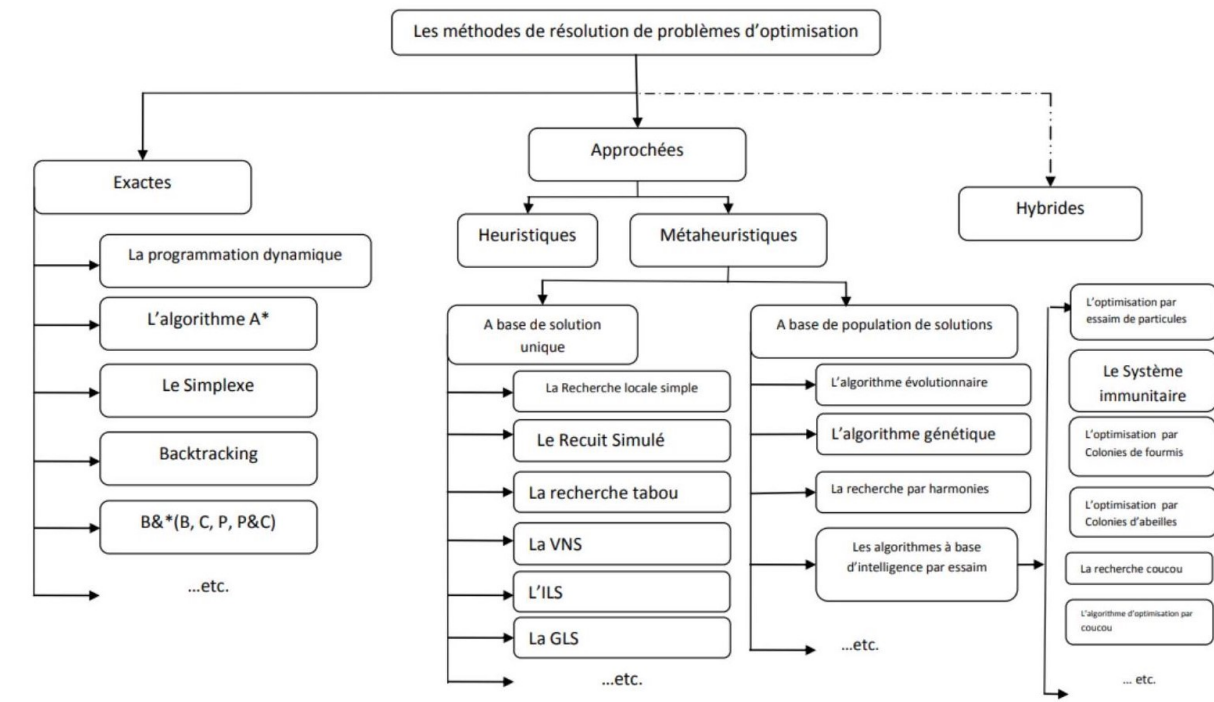 Les méthodes de résolution de problèmes d'optimisation
Exactes
La programmation dynamique
L'algorithme A*
Le Simplexe
Backtracking
B&*(B, C, P, P&C)
...etc.
Approchées
Heuristiques
Métaheuristiques
A base de solution
unique
La Recherche locale simple
Le Recuit Simulé
La recherche tabou
La VNS
L'ILS
La GLS
...etc.
A base de population de solutions
L'algorithme évolutionnaire
L'algorithme génétique
La recherche par harmonies
Les algorithmes à base
d'intelligence par essaim
...etc.
L'optimisation par
essaim de particules
Le Système
immunitaire
L'optimisation par
Colonies de fourmis
L'optimisation par
Colonies d'abeilles
La recherche coucou
L'algorithme d'optimisation par
coucou
... etc.
Hybrides